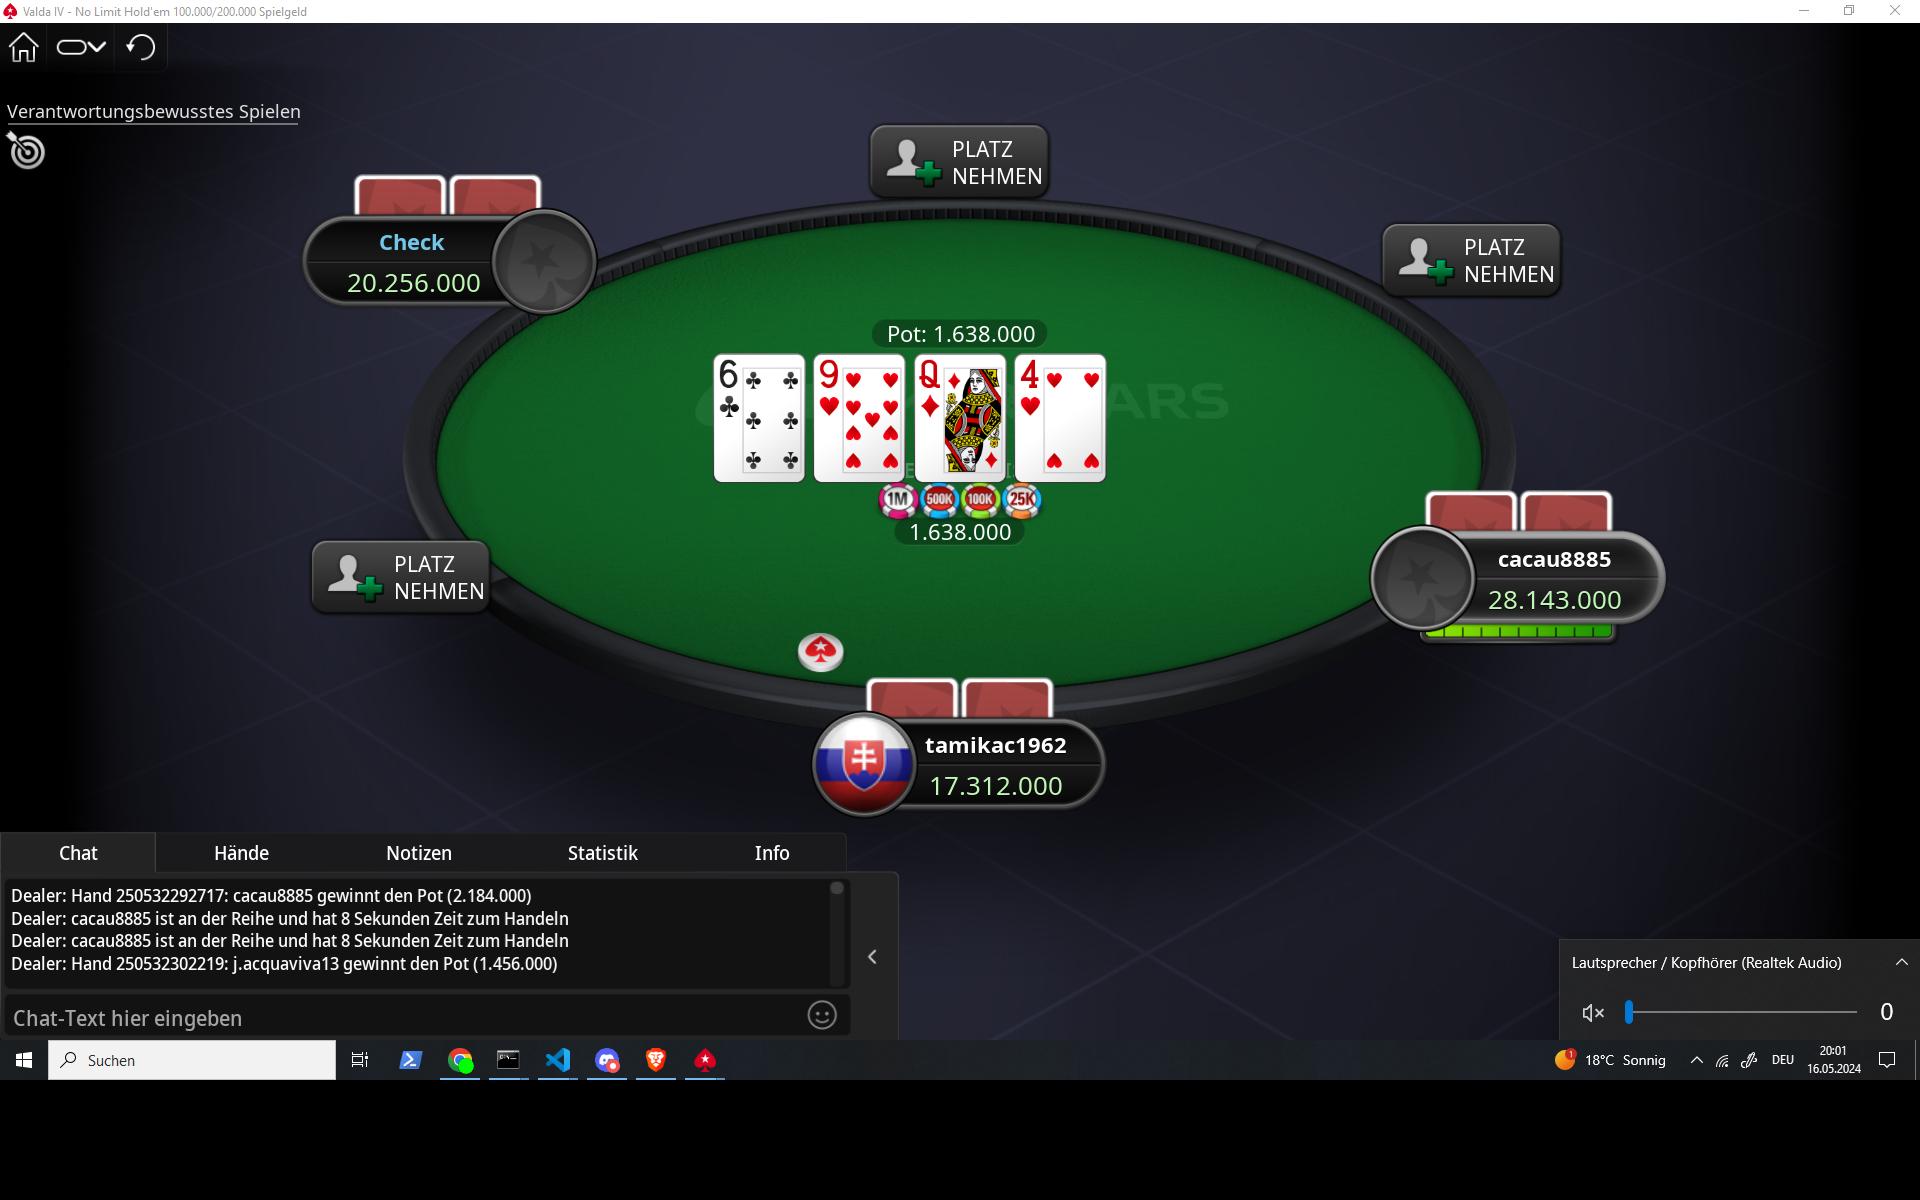 Valda IV - No Limit Hold'em 100.000/200.000 Spielgeld
Verantwortungsbewusstes Spielen
PLATZ
NEHMEN
PLATZ
NEHMEN
Check
20.256.000
Pot: 1.638.000
6
9
Q
4
ARS
1M
500K
100K
25K
1.638.000
cacau8885
28.143.000
PLATZ
NEHMEN
tamikac1962
17.312.000
Chat
Hände
Notizen
Statistik
Info
Dealer: Hand 250532292717: cacau8885 gewinnt den Pot (2.184.000)
Dealer: cacau8885 ist an der Reihe und hat 8 Sekunden Zeit zum Handeln
Dealer: cacau8885 ist an der Reihe und hat 8 Sekunden Zeit zum Handeln
Dealer: Hand 250532302219: j.acquaviva13 gewinnt den Pot (1.456.000)
Chat-Text hier eingeben
Lautsprecher / Kopfhörer (Realtek Audio)
0
Suchen
1
18°C Sonnig
DEU
20:01
16.05.2024